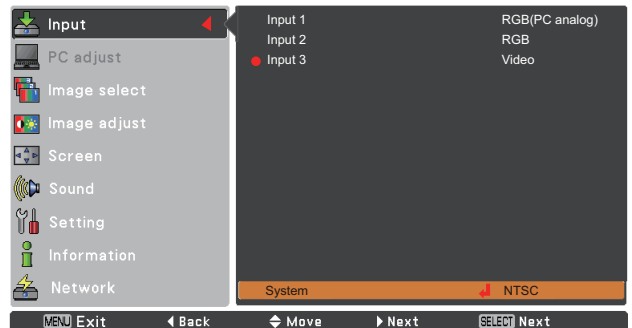 Input
PC adjust
Image select
Image adjust
Screen
Sound
Setting
Information
Network
Input 1 RGB(PC analog)
Input 2 RGB
Input 3 Video
System NTSC
MENU Exit Back Move Next SELECT Next